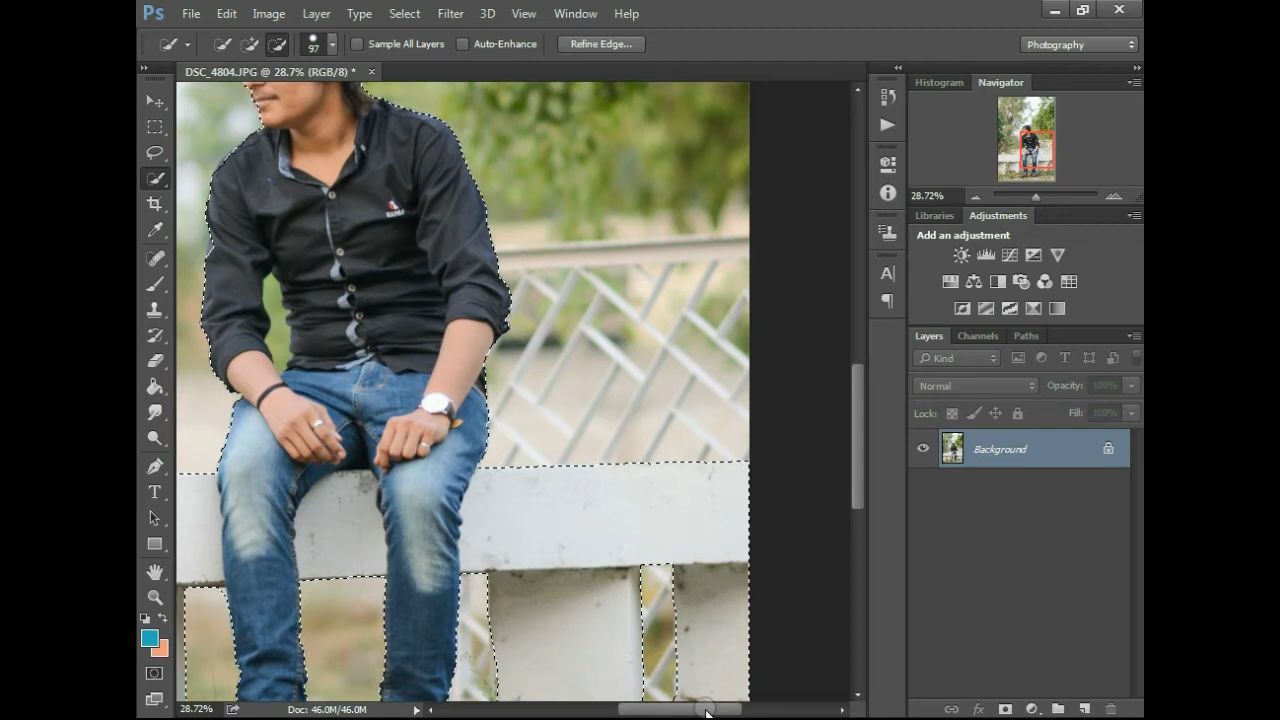 Ps File Edit Image Layer Type Select Filter 3D View Window Help
97 Sample All Layers Auto-Enhance Refine Edge... Photography
DSC_4804.JPG @ 28.7% (RGB/8) *
Histogram Navigator
28.72%
Libraries Adjustments
Add an adjustment
Layers Channels Paths
Kind
Normal Opacity: 100%
Lock: Fill: 100%
Background
28.72% Doc: 46.0M/46.0M